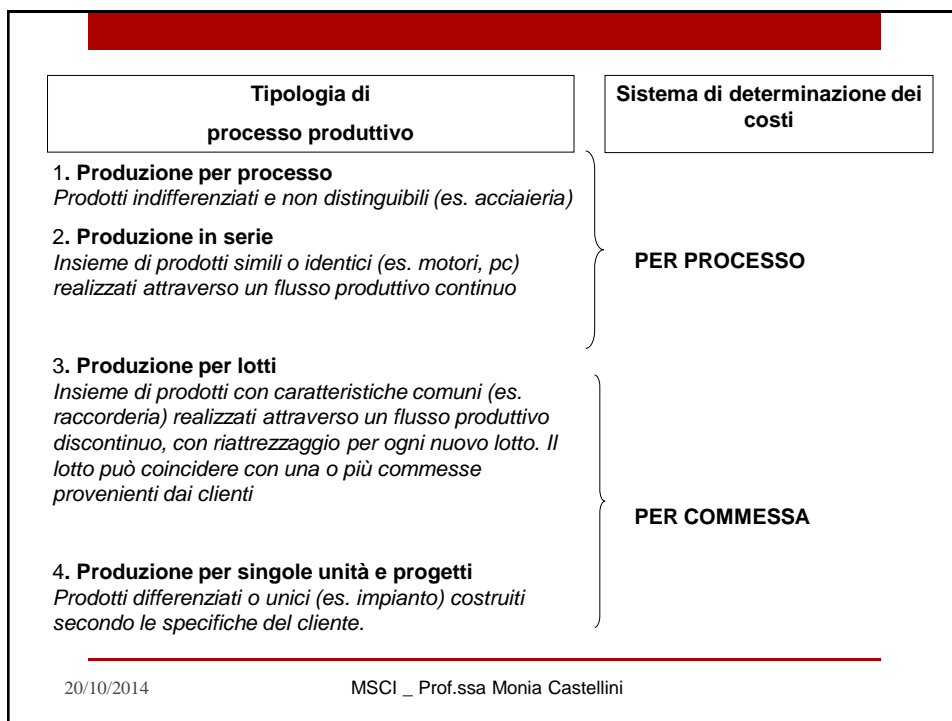 Tipologia di
processo produttivo
Sistema di determinazione dei
costi
1. Produzione per processo
Prodotti indifferenziati e non distinguibili (es. acciaieria)
2. Produzione in serie
Insieme di prodotti simili o identici (es. motori, pc)
realizzati attraverso un flusso produttivo continuo
PER PROCESSO
3. Produzione per lotti
Insieme di prodotti con caratteristiche comuni (es.
raccorderia) realizzati attraverso un flusso produttivo
discontinuo, con riattrezzaggio per ogni nuovo lotto. Il
lotto può coincidere con una o più commesse
provenienti dai clienti
4. Produzione per singole unità e progetti
Prodotti differenziati o unici (es. impianto) costruiti
secondo le specifiche del cliente.
PER COMMESSA
20/10/2014
MSCI _ Prof.ssa Monia Castellini